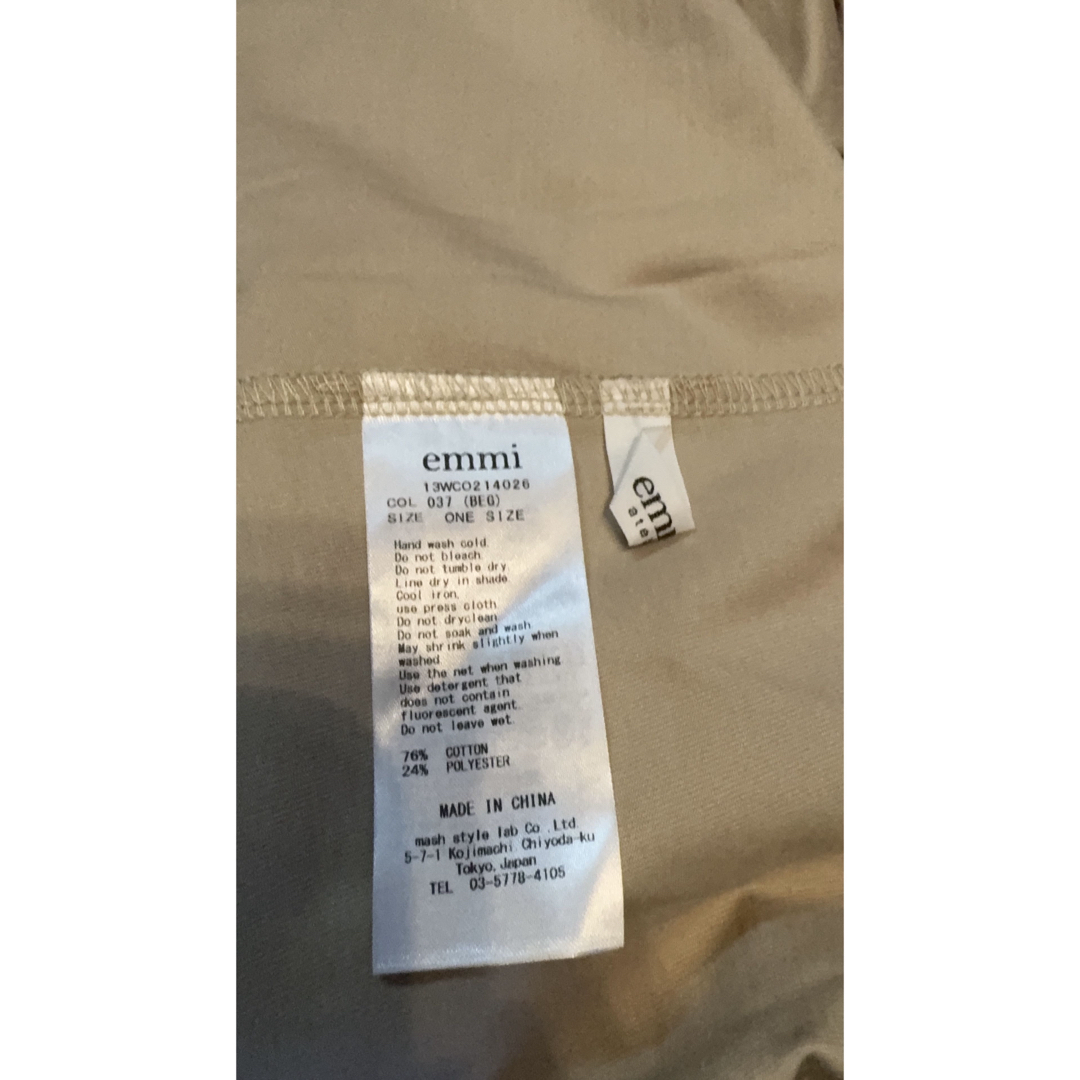 emmi
13WCO214026
COL 037 (BEG)
SIZE ONE SIZE
Hand wash cold.
Do not bleach.
Do not tumble dry.
Line dry in shade.
Cool iron,
use press cloth.
Do not dryclean.
Do not soak and wash.
May shrink slightly when
washed
Use the net when washing
Use detergent that
does not contain
fluorescent agent.
Do not leave wet.
76% COTTON
24% POLYESTER
MADE IN CHINA
mash style lab Co.,Ltd.
5-7-1 Kojimachi Chiyoda-ku
Tokyo, Japan
TEL 03-5778-4105
emm
ate